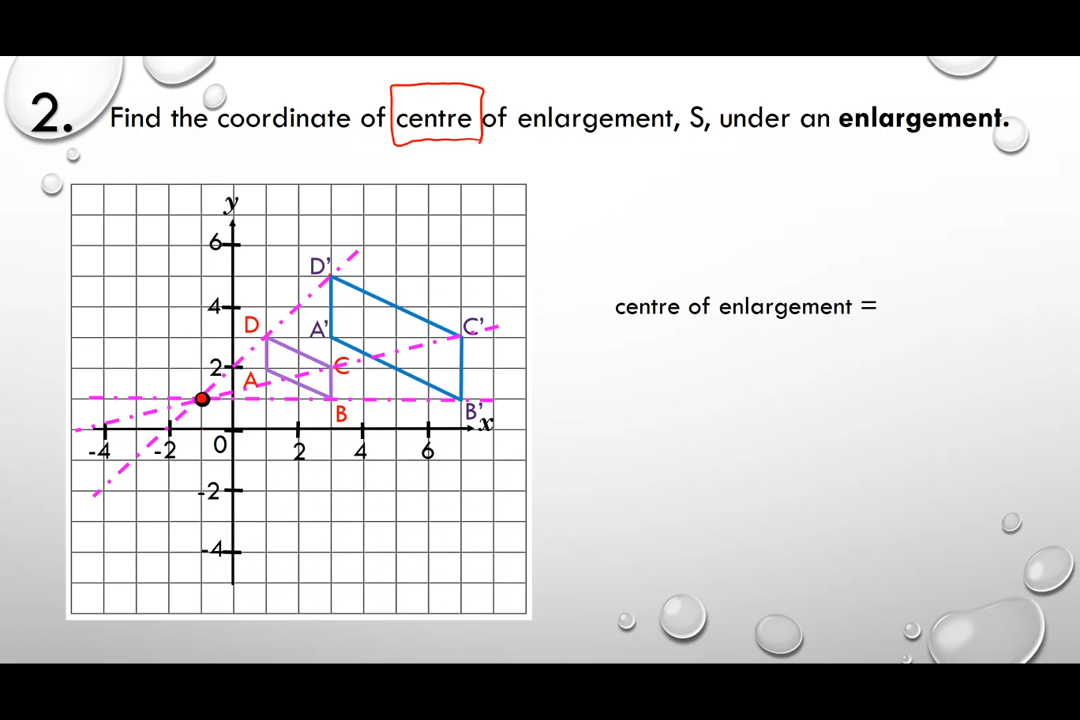 2. Find the coordinate of centre of enlargement, S, under an enlargement.
y
6
D'
4
D A' C'
2 C
A
B B' x
-4 -2 0 2 4 6
-2
-4
centre of enlargement =